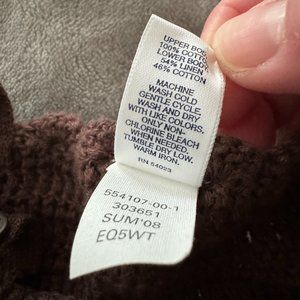 UPPER BODY
100% COTTON
LOWER BODY
54% LINEN
46% COTTON
MACHINE
WASH COLD
GENTLE CYCLE,
WASH AND DRY
WITH LIKE COLORS.
ONLY NON-
CHLORINE BLEACH
WHEN NEEDED.
TUMBLE DRY LOW.
WARM IRON.
RN 54023
554107-00-1
303651
SUM'08
EQ5WT